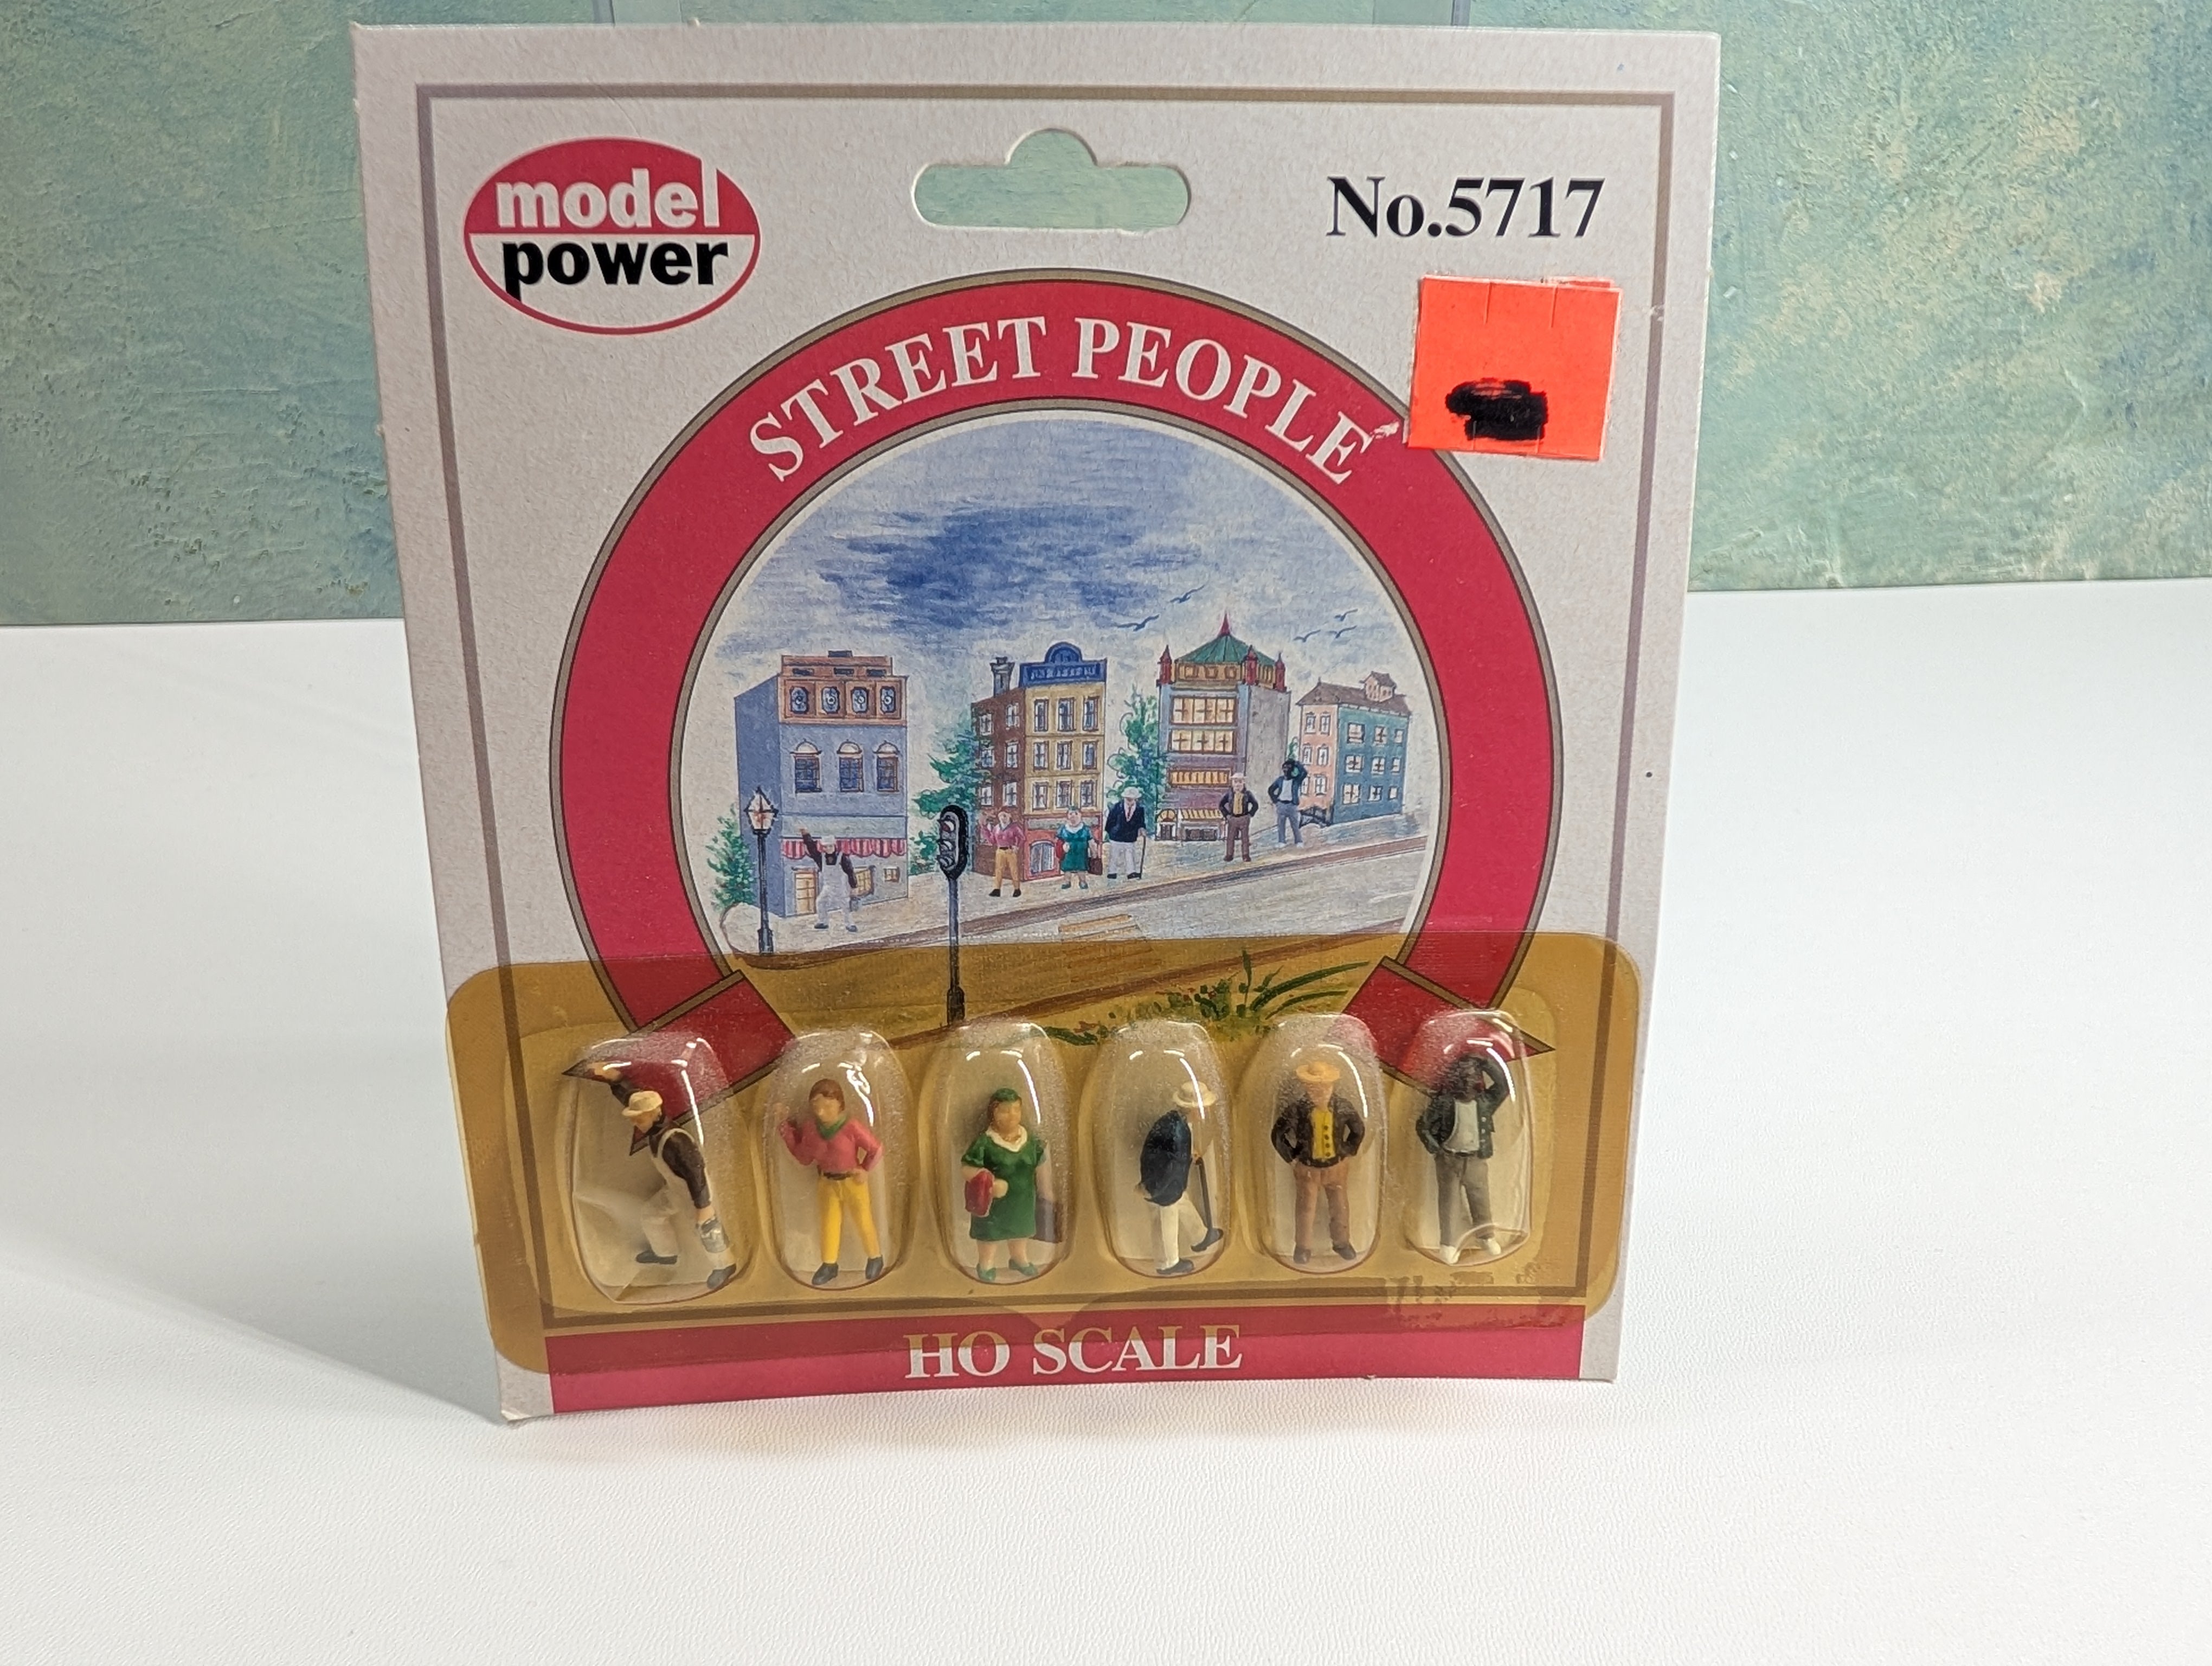 model
power
No.5717
STREET PEOPLE
HO SCALE